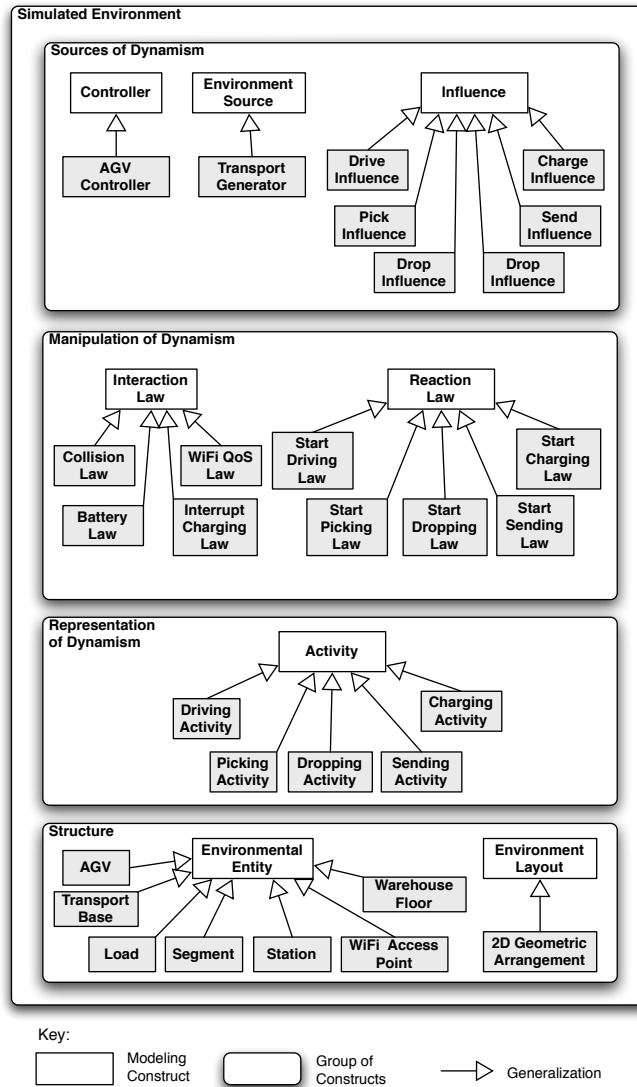 Simulated Environment
Sources of Dynamism
Controller
Environment
Source
Influence
AGV
Controller
Transport
Generator
Drive
Influence
Charge
Influence
Pick
Influence
Send
Influence
Drop
Influence
Drop
Influence
Manipulation of Dynamism
Interaction
Law
Reaction
Law
Collision
Law
WiFi QoS
Law
Start
Driving
Law
Start
Charging
Law
Battery
Law
Interrupt
Charging
Law
Start
Picking
Law
Start
Dropping
Law
Start
Sending
Law
Representation
of Dynamism
Activity
Driving
Activity
Charging
Activity
Picking
Activity
Dropping
Activity
Sending
Activity
Structure
Environmental
Entity
Environment
Layout
AGV
Transport
Base
Warehouse
Floor
Load
Segment
Station
WiFi Access
Point
2D Geometric
Arrangement
Key:
Modeling
Construct
Group of
Constructs
Generalization